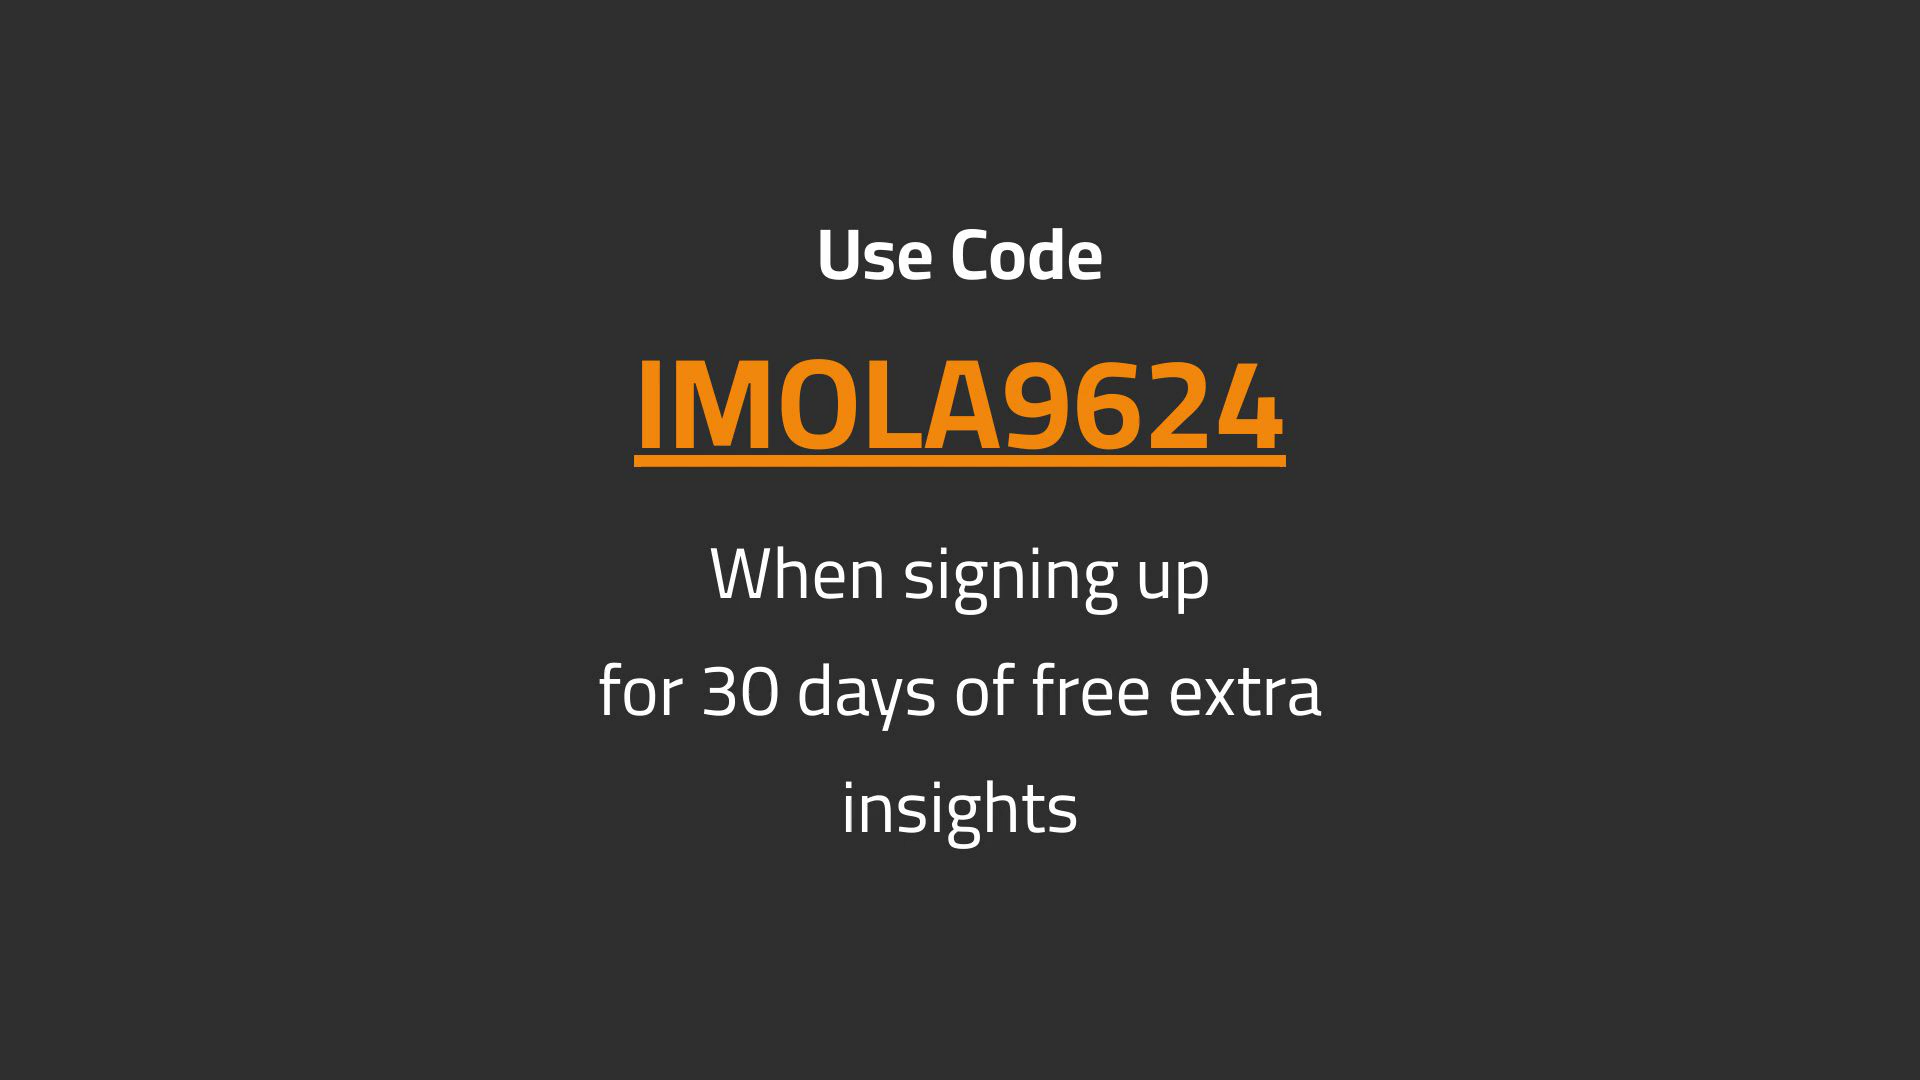 Use Code
IMOLA9624
When signing up
for 30 days of free extra
insights